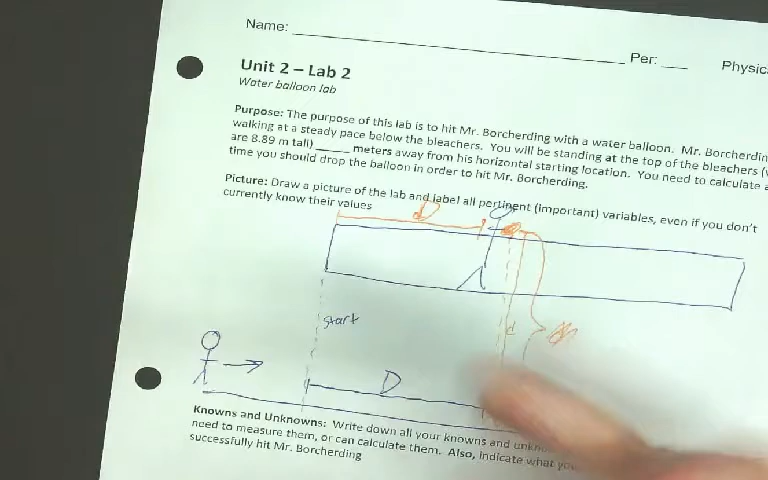 Name:
Per: Physic
Unit 2 – Lab 2
Water balloon lab
Purpose: The purpose of this lab is to hit Mr. Borcherding with a water balloon. Mr. Borcherdin
walking at a steady pace below the bleachers. You will be standing at the top of the bleachers (
are 8.89 m tall) _____ meters away from his horizontal starting location. You need to calculate
time you should drop the balloon in order to hit Mr. Borcherding.
Picture: Draw a picture of the lab and label all pertinent (important) variables, even if you don't
currently know their values
D
start
d
D
Knowns and Unknowns: Write down all your knowns and
need to measure them, or can calculate them. Also, indicate what
successfully hit Mr. Borcherding